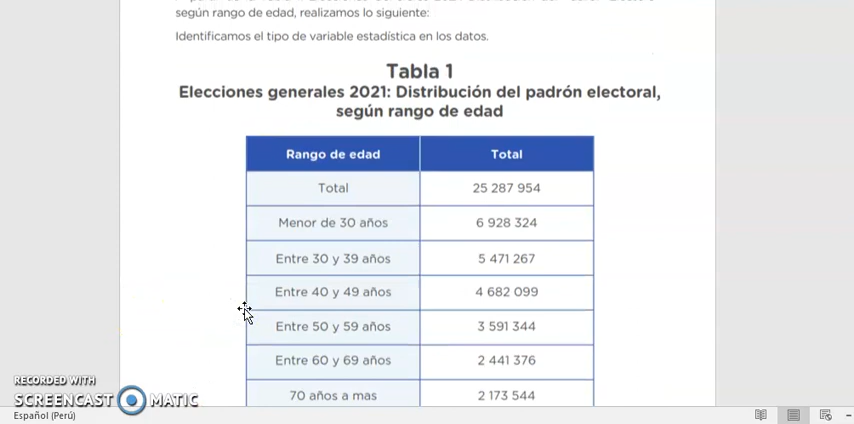 según rango de edad, realizamos lo siguiente:
Identificamos el tipo de variable estadística en los datos.
Tabla 1
Elecciones generales 2021: Distribución del padrón electoral,
según rango de edad
Rango de edad Total
Total 25 287 954
Menor de 30 años 6 928 324
Entre 30 y 39 años 5 471 267
Entre 40 y 49 años 4 682 099
Entre 50 y 59 años 3 591 344
Entre 60 y 69 años 2 441 376
70 años a mas 2 173 544
RECORDED WITH
SCREENCAST MATIC
Español (Perú)